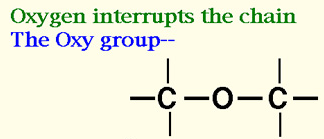 Oxygen interrupts the chain
The Oxy group--
C O C